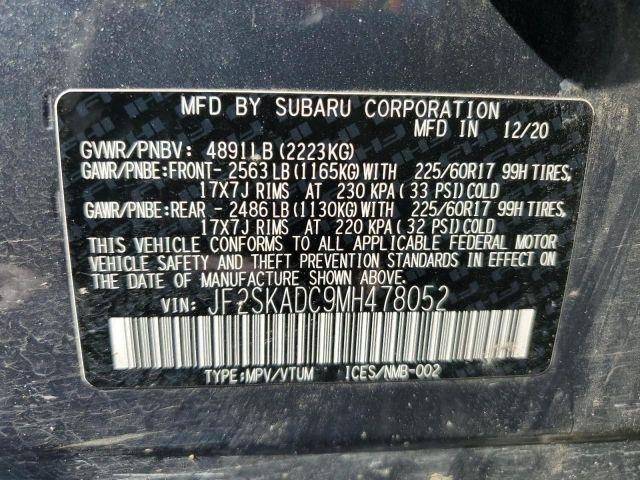 MFD BY SUBARU CORPORATION
MFD IN 12/20
GVWR/PNBV: 4891LB (2223KG)
GAWR/PNBE:FRONT- 2563LB (1165KG) WITH 225/60R17 99H TIRES,
17X7J RIMS AT 230 KPA( 33 PSI) COLD
GAWR/PNBE:REAR - 2486LB (1130KG) WITH 225/60R17 99H TIRES,
17X7J RIMS AT 220 KPA( 32 PSI) COLD
THIS VEHICLE CONFORMS TO ALL APPLICABLE FEDERAL MOTOR
VEHICLE SAFETY AND THEFT PREVENTION STANDARDS IN EFFECT ON
THE DATE OF MANUFACTURE SHOWN ABOVE.
VIN: JF2SKADC9MH478052
TYPE:MPV/VTUM ICES/NMB-002